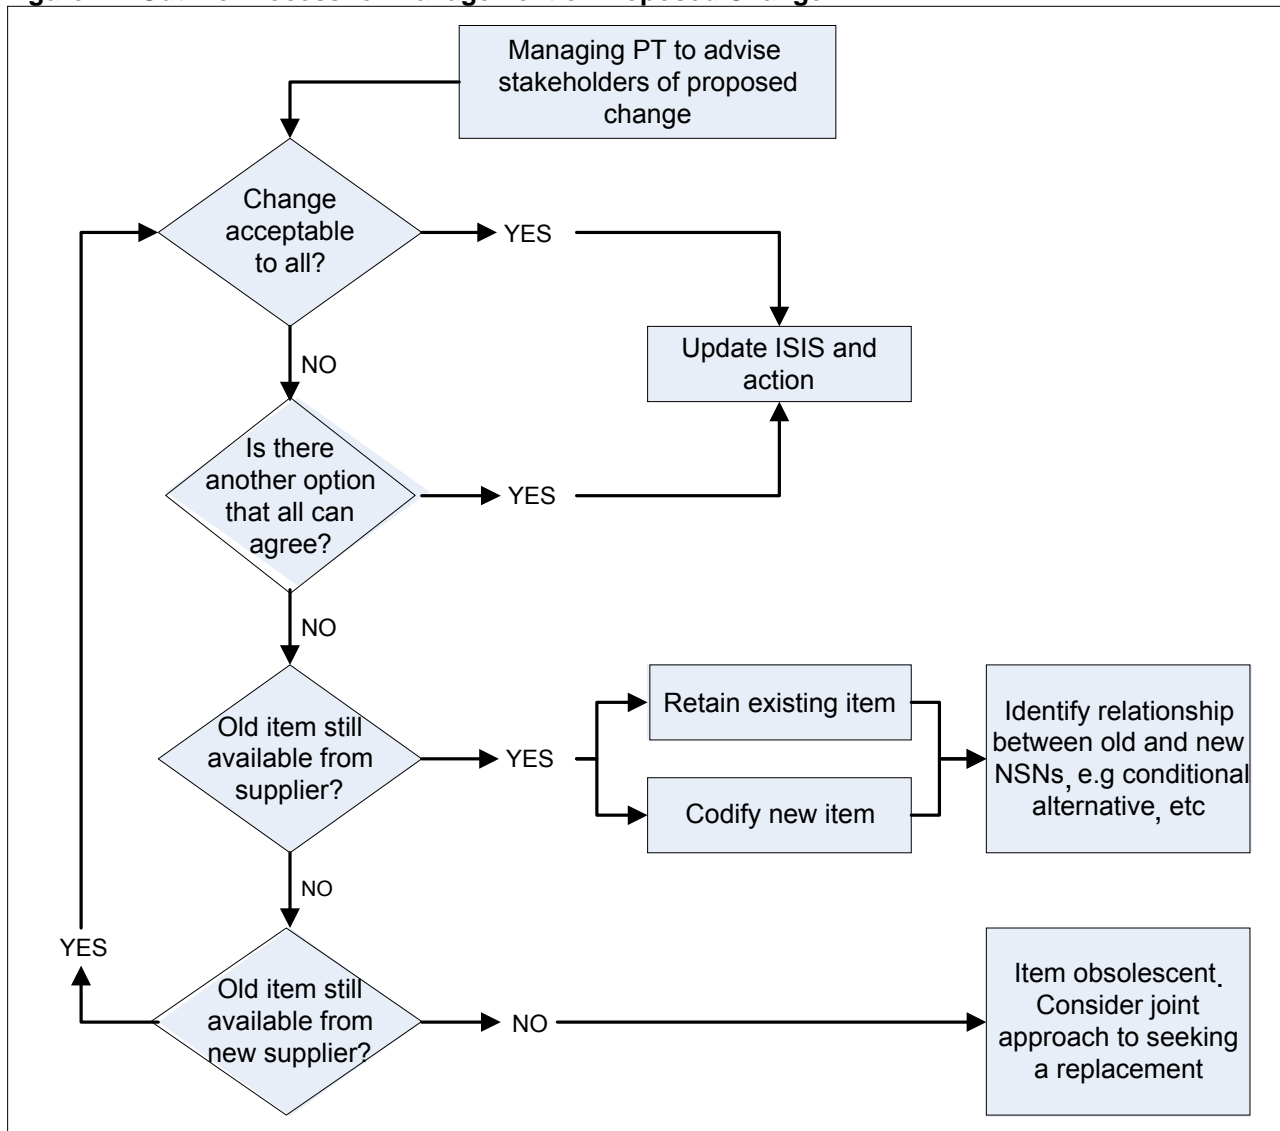 Managing PT to advise
stakeholders of proposed
change
Change
acceptable
to all?
YES
Update ISIS and
action
NO
Is there
another option
that all can
agree?
YES
NO
Old item still
available from
supplier?
YES
Retain existing item
Codify new item
Identify relationship
between old and new
NSNs, e.g conditional
alternative, etc
NO
YES
Old item still
available from
new supplier?
NO
Item obsolescent.
Consider joint
approach to seeking
a replacement